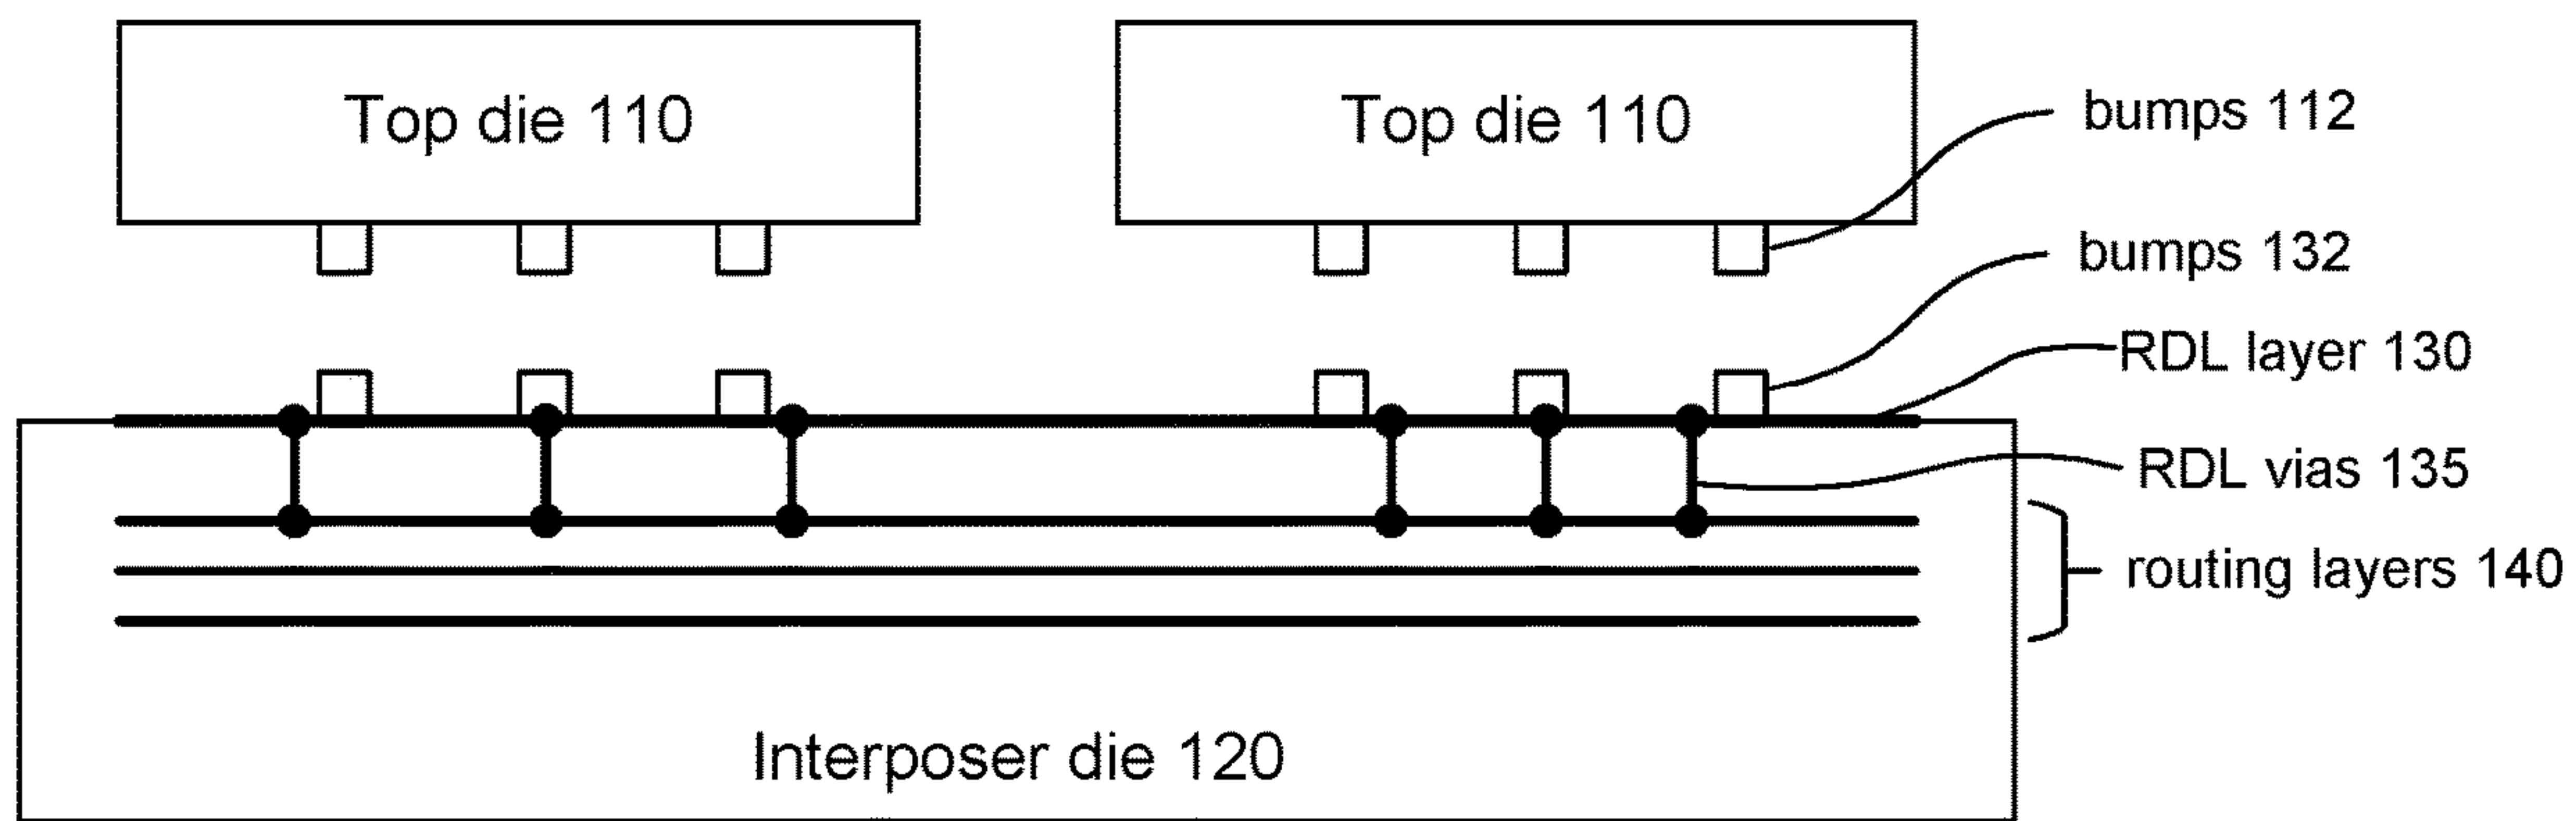 Top die 110
Top die 110
bumps 112
bumps 132
RDL layer 130
RDL vias 135
routing layers 140
Interposer die 120